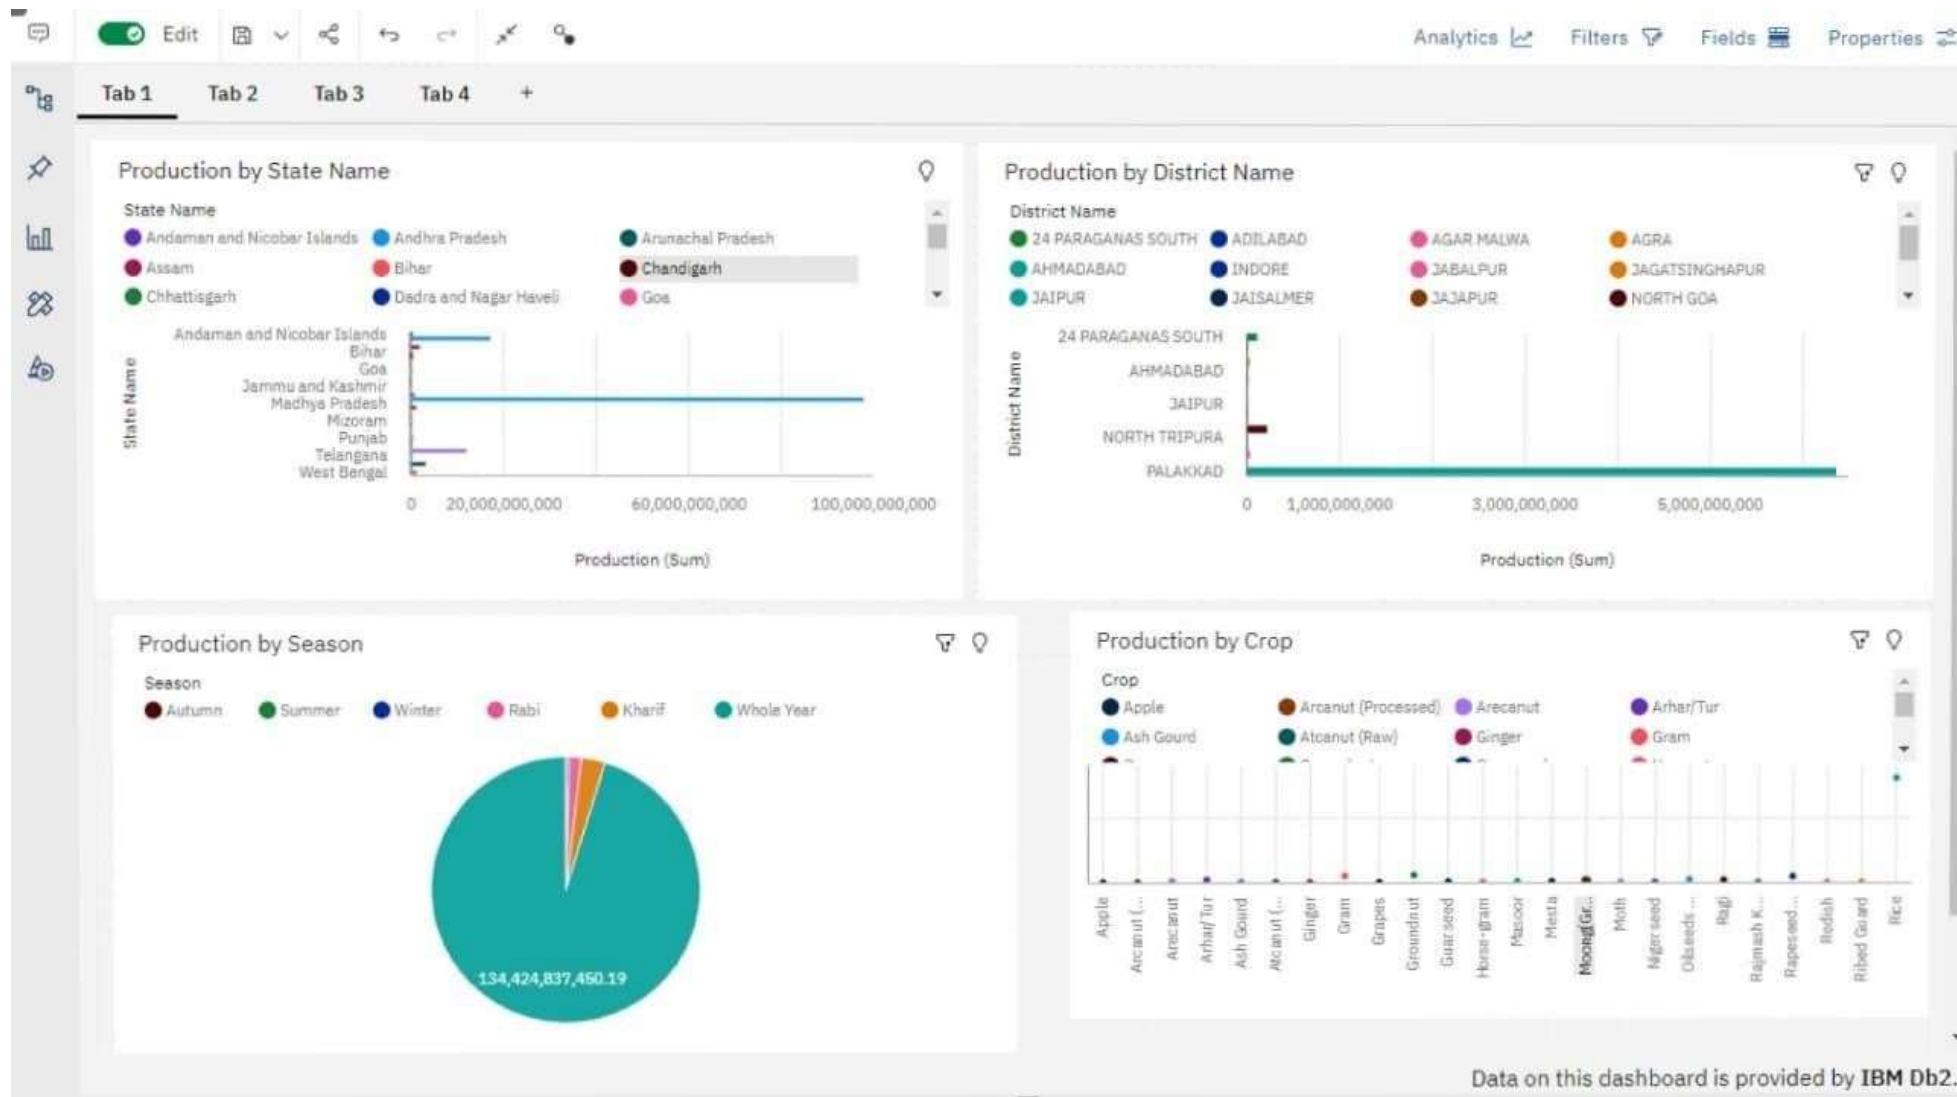 Edit
Analytics Filters Fields Properties
Tab 1 Tab 2 Tab 3 Tab 4 +
Production by State Name
State Name
Andaman and Nicobar Islands Andhra Pradesh Arunachal Pradesh
Assam Bihar Chandigarh
Chhattisgarh Dadra and Nagar Haveli Goa
State Name
Andaman and Nicobar Islands
Bihar
Goa
Jammu and Kashmir
Madhya Pradesh
Mizoram
Punjab
Telangana
West Bengal
0 20,000,000,000 60,000,000,000 100,000,000,000
Production (Sum)
Production by District Name
District Name
24 PARAGANAS SOUTH ADILABAD AGAR MALWA AGRA
AHMADABAD INDORE JABALPUR JAGATSINGHAPUR
JAIPUR JAISALMER JAJAPUR NORTH GOA
District Name
24 PARAGANAS SOUTH
AHMADABAD
JAIPUR
NORTH TRIPURA
PALAKKAD
0 1,000,000,000 3,000,000,000 5,000,000,000
Production (Sum)
Production by Season
Season
Autumn Summer Winter Rabi Kharif Whole Year
134,424,837,450.19
Production by Crop
Crop
Apple Arcanut (Processed) Arecanut Arhar/Tur
Ash Gourd Atcanut (Raw) Ginger Gram
Apple
Arcanut (...
Arecanut
Arhar/Tur
Ash Gourd
Atcanut (...
Ginger
Gram
Grapes
Groundnut
Guar seed
Horse-gram
Masoor
Mesta
Moong(Gr...
Moth
Niger seed
Oilseeds ...
Ragi
Rajmash K...
Rapeseed...
Redish
Ribed Guard
Rice
Data on this dashboard is provided by IBM Db2.